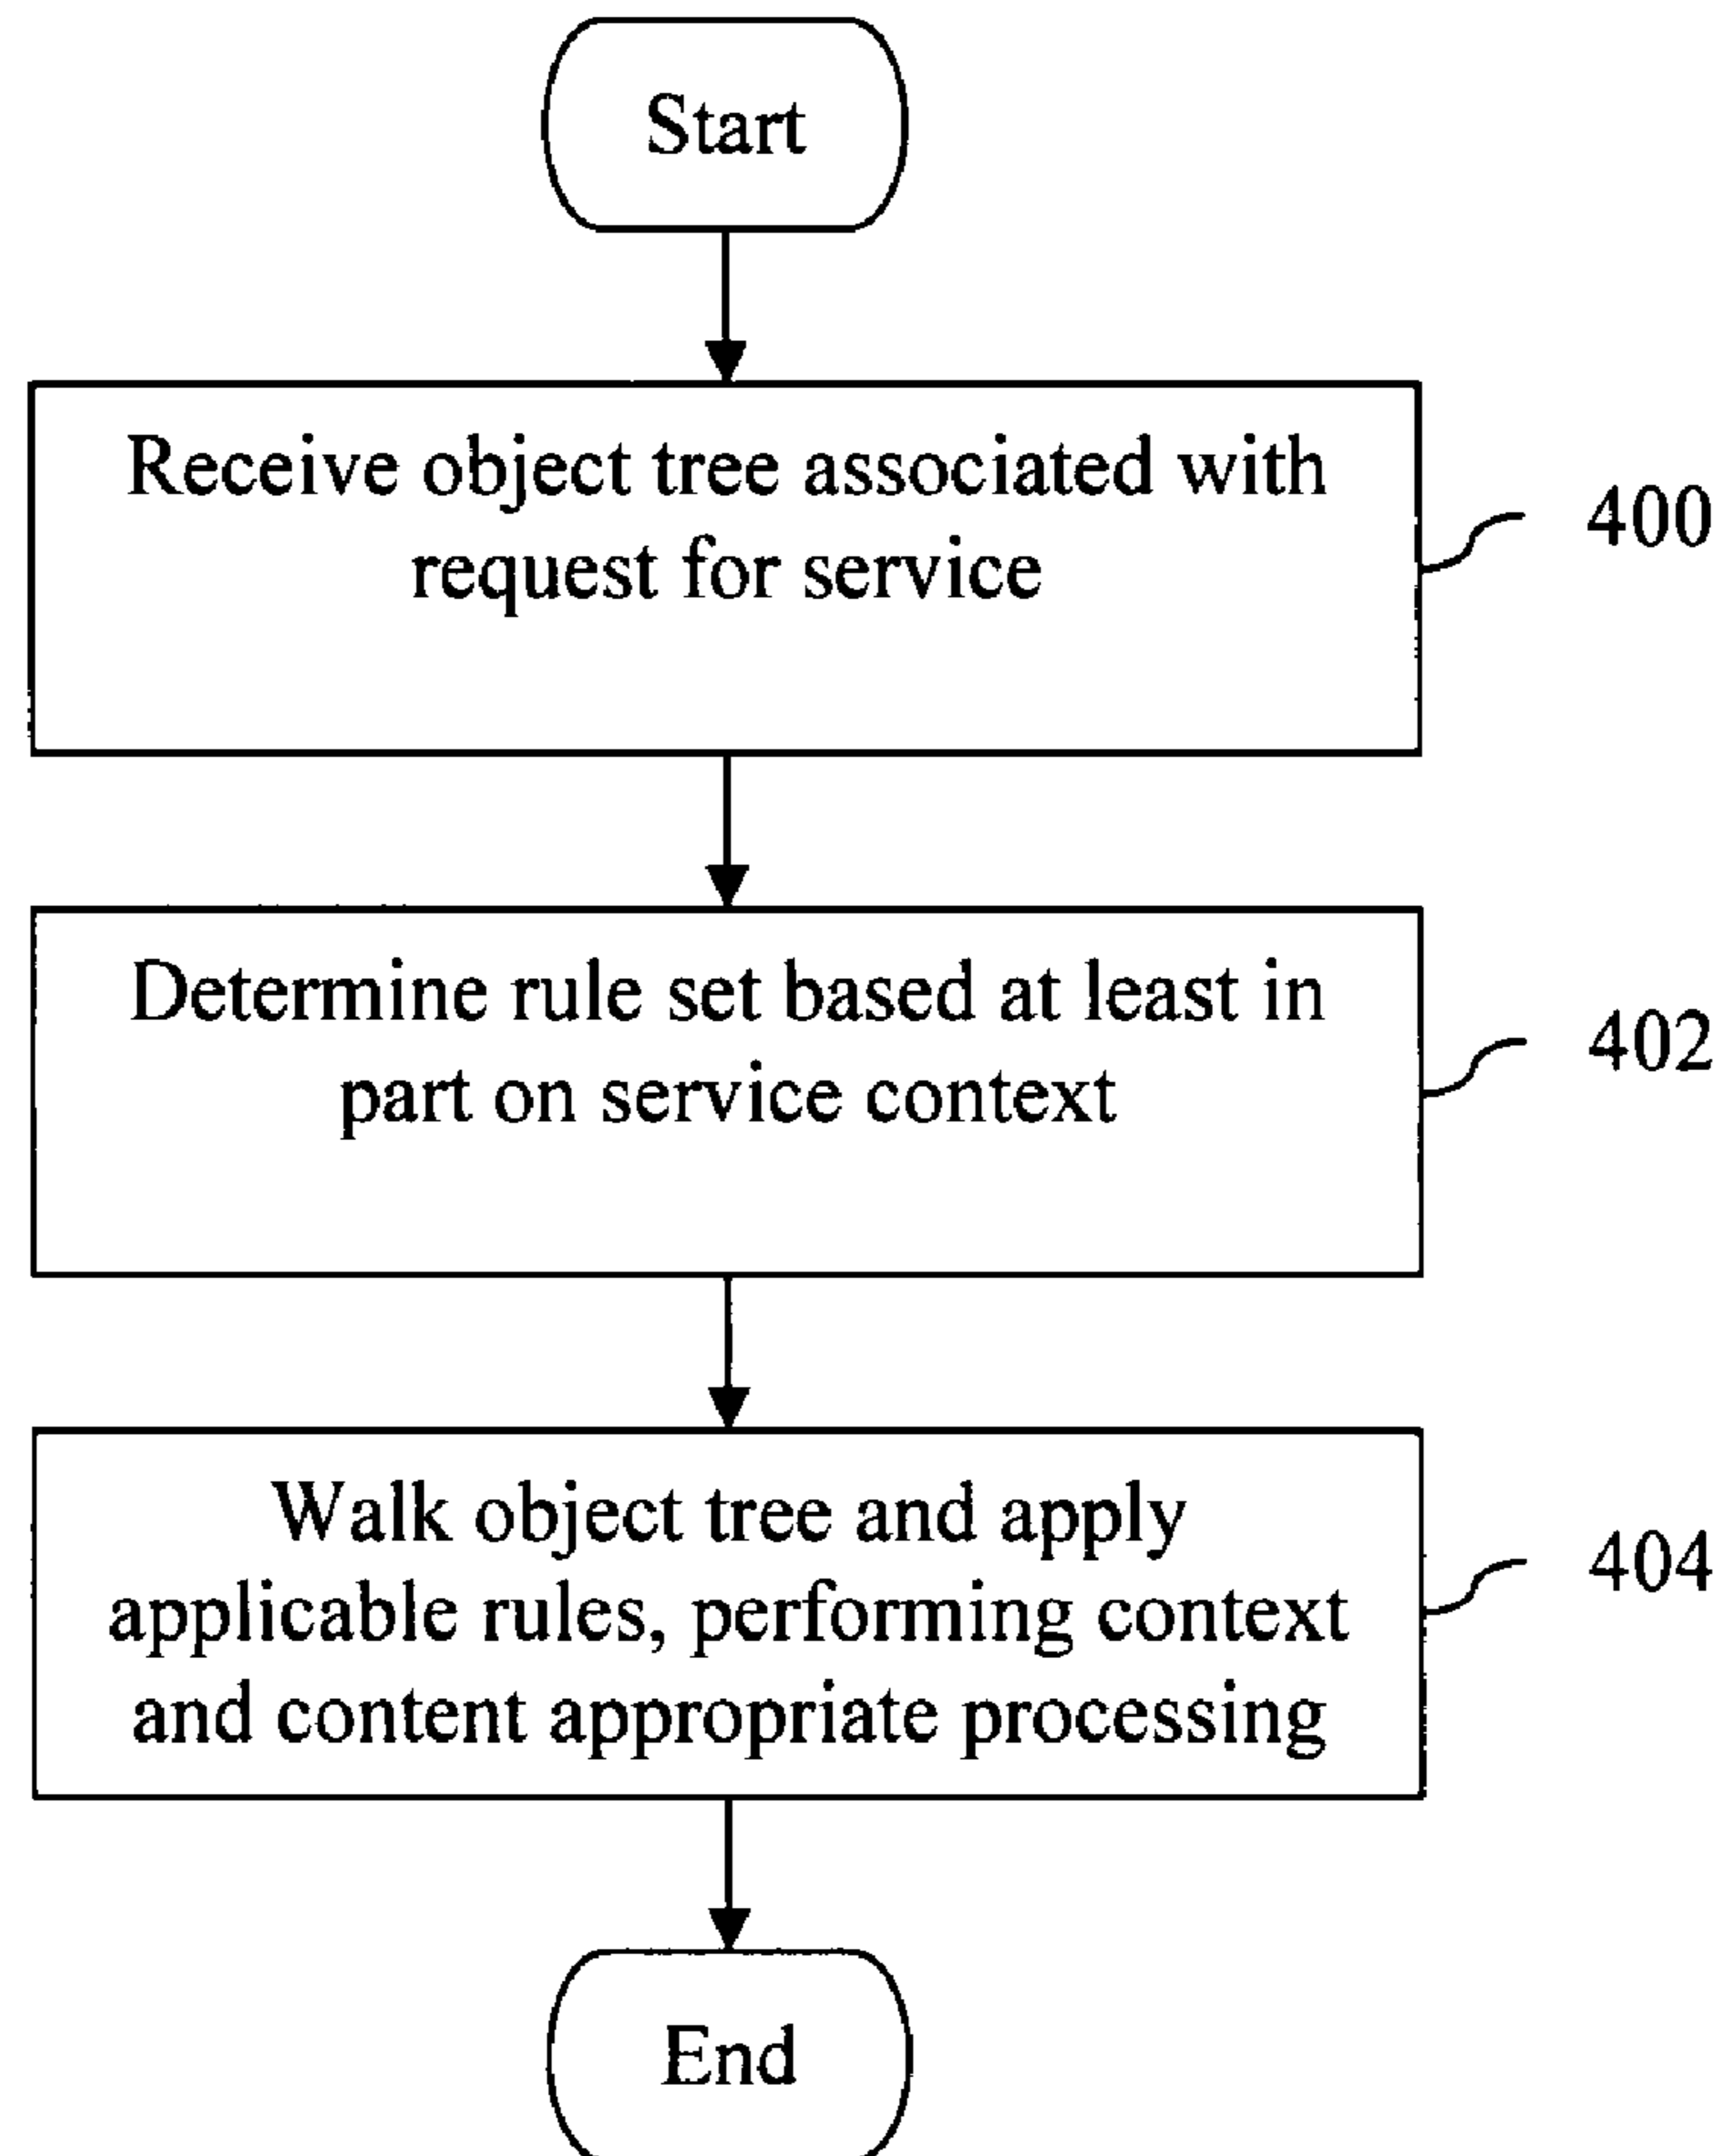 Start
Receive object tree associated with
request for service
400
Determine rule set based at least in
part on service context
402
Walk object tree and apply
applicable rules, performing context
and content appropriate processing
404
End